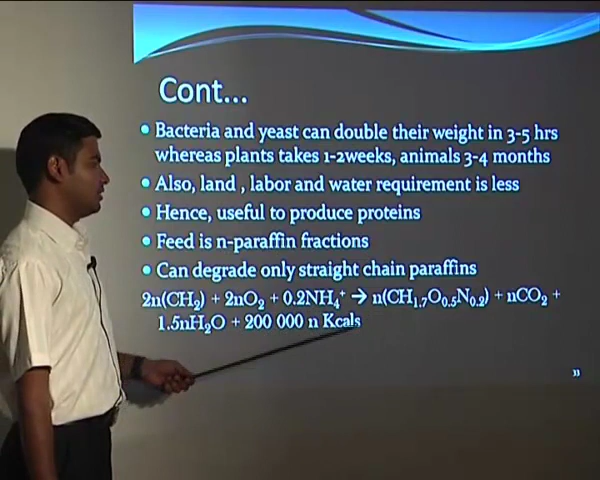 Cont...
• Bacteria and yeast can double their weight in 3-5 hrs
whereas plants takes 1-2weeks, animals 3-4 months
• Also, land , labor and water requirement is less
• Hence, useful to produce proteins
• Feed is n-paraffin fractions
• Can degrade only straight chain paraffins
2n(CH₂) + 2nO₂ + 0.2NH₄⁺ → n(CH₁.₇O₀.₅N₀.₂) + nCO₂ +
1.5nH₂O + 200 000 n Kcals